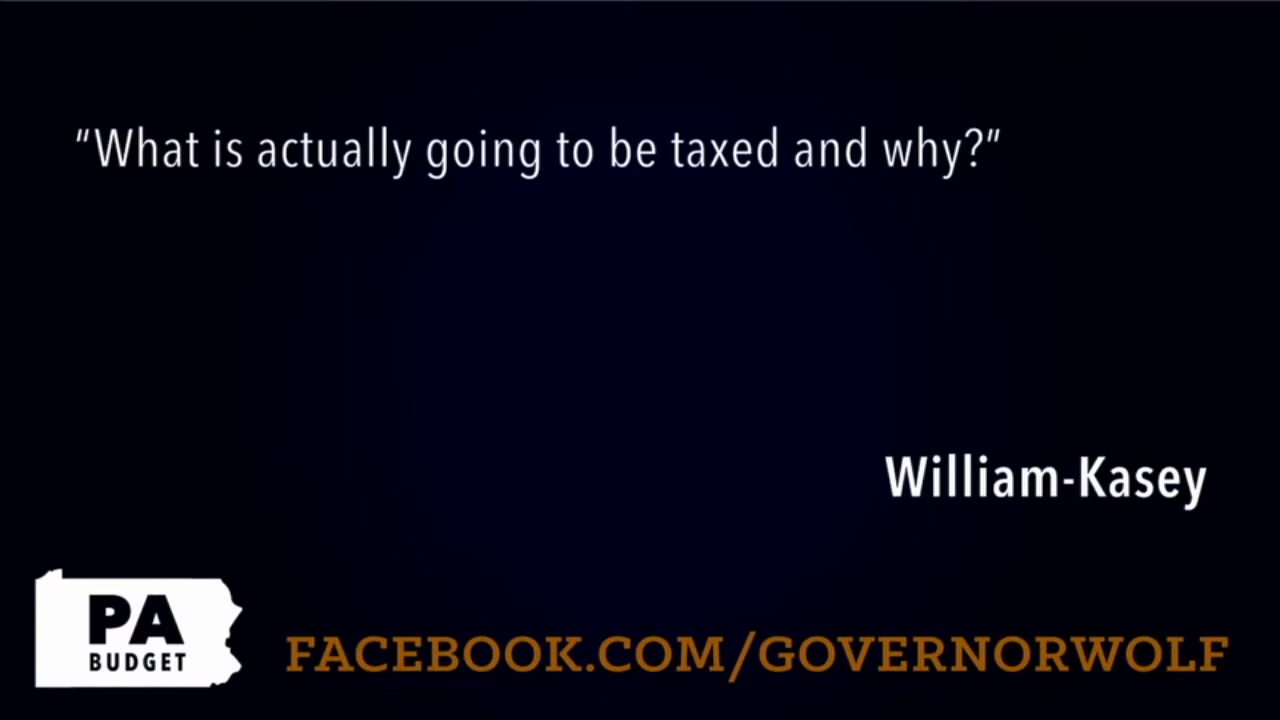 “What is actually going to be taxed and why?”
William-Kasey
PA
BUDGET
FACEBOOK.COM/GOVERNORWOLF